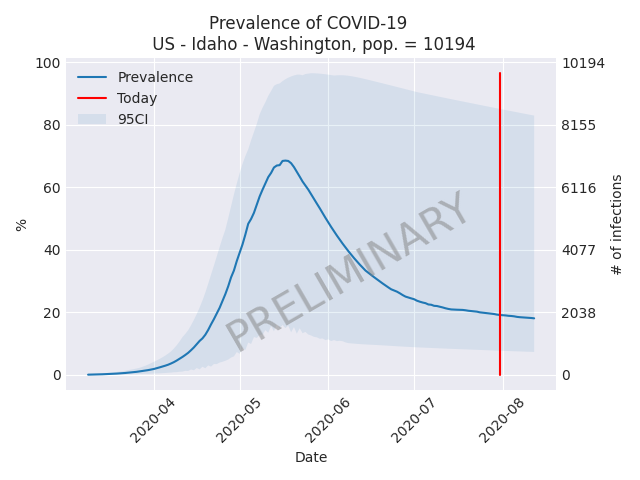 Prevalence of COVID-19
US - Idaho - Washington, pop. = 10194
Prevalence
Today
95CI
100
80
60
40
20
0
%
10194
8155
6116
4077
2038
0
# of infections
PRELIMINARY
2020-04
2020-05
2020-06
2020-07
2020-08
Date